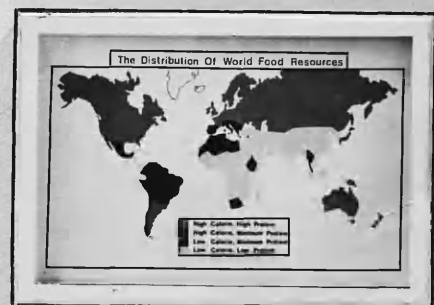 The Distribution Of World Food Resources
High Calorie, High Protein
High Calorie, Minimum Protein
Low Calorie, Minimum Protein
Low Calorie, Low Protein